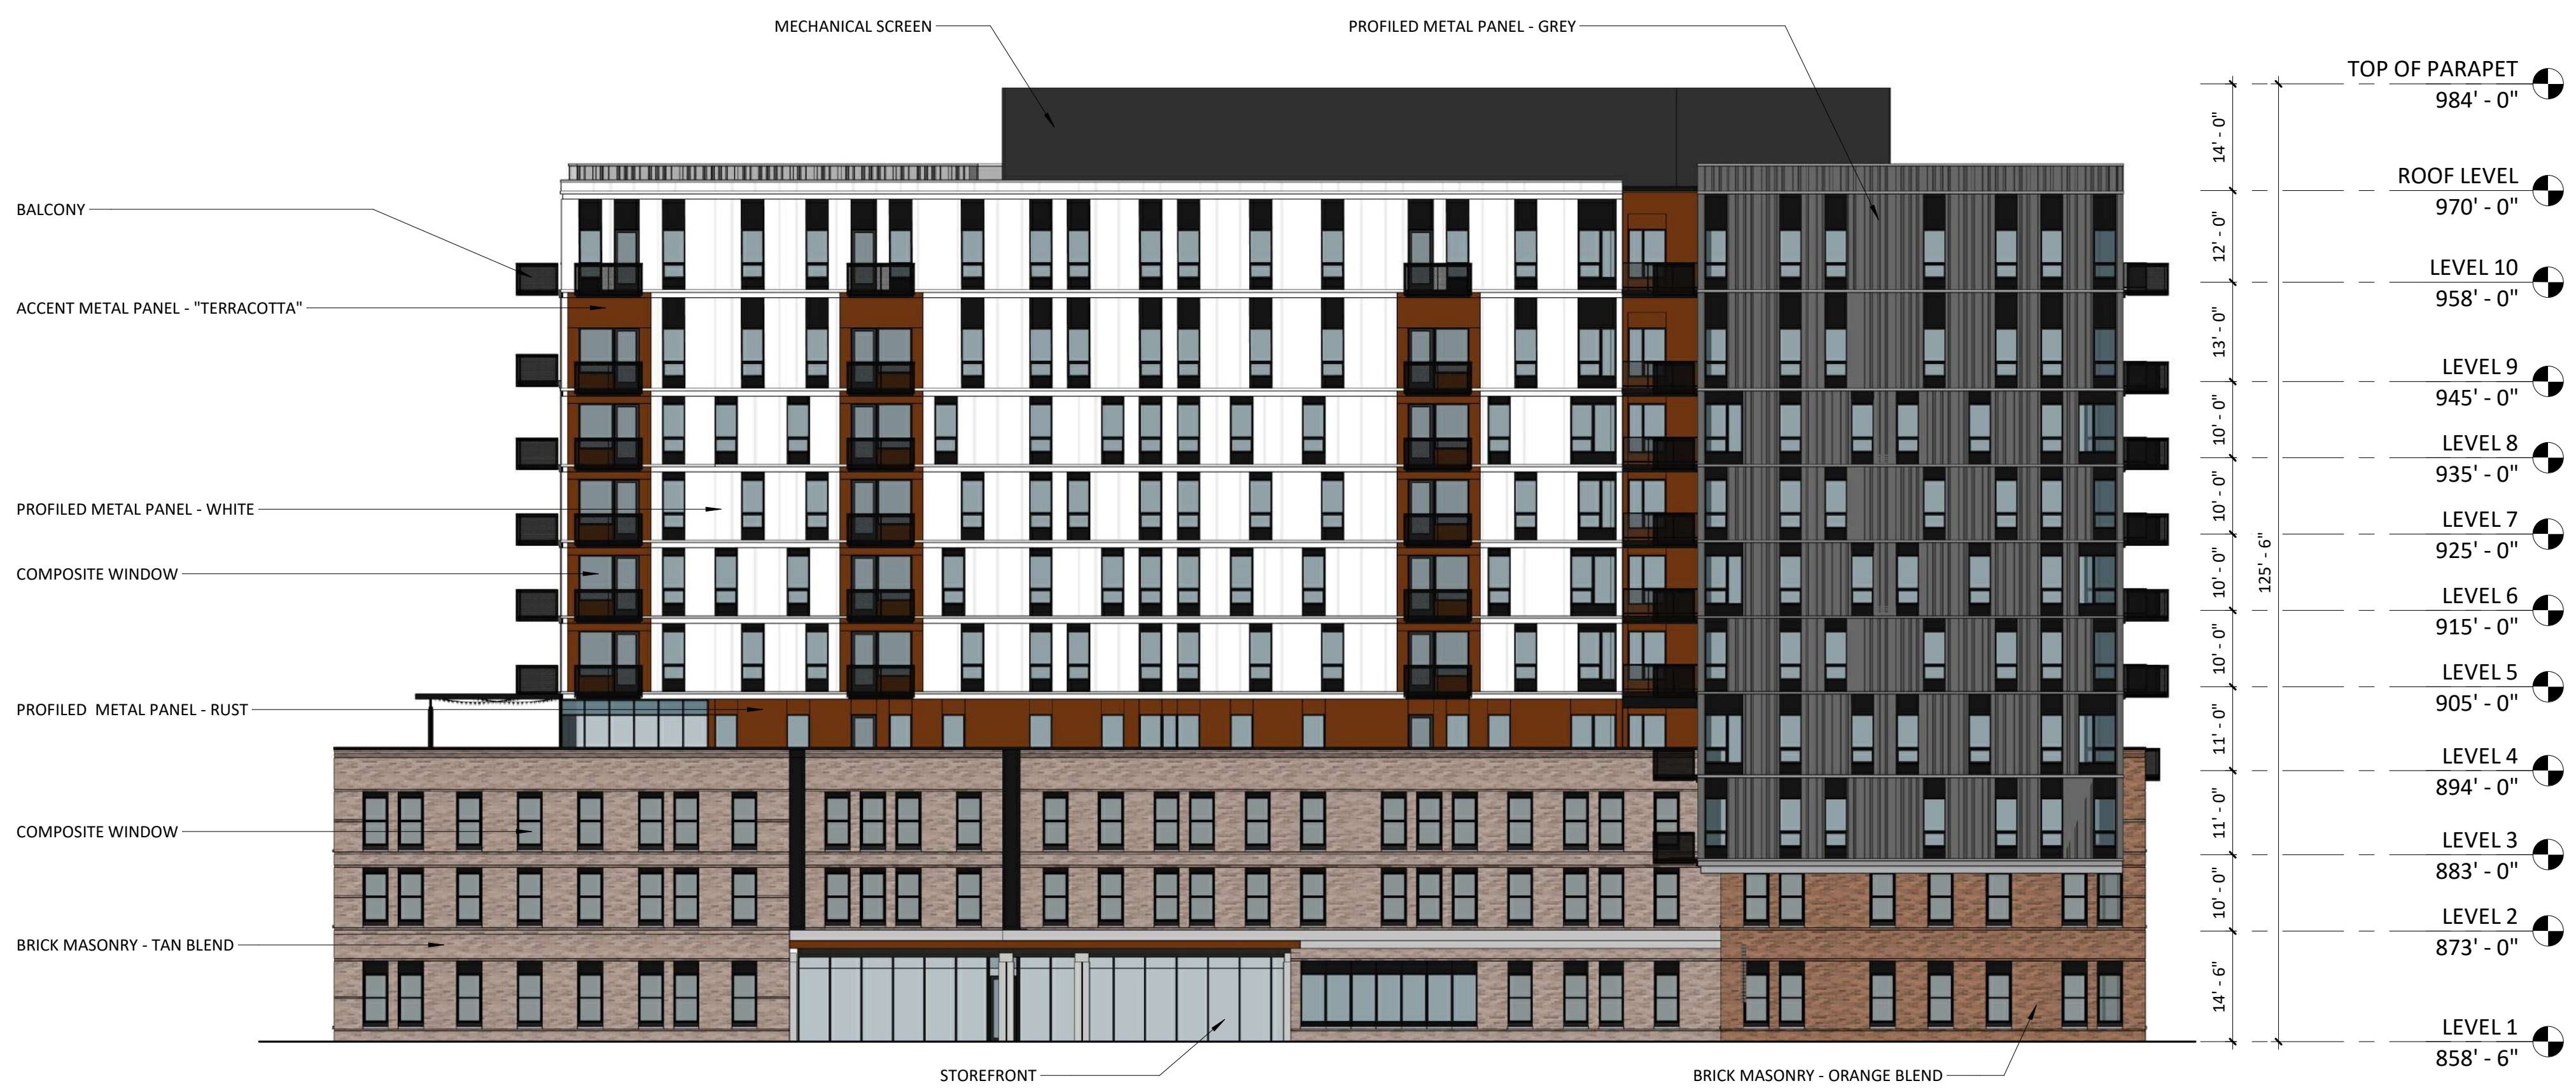 MECHANICAL SCREEN
PROFILED METAL PANEL - GREY
BALCONY
ACCENT METAL PANEL - "TERRACOTTA"
PROFILED METAL PANEL - WHITE
COMPOSITE WINDOW
PROFILED METAL PANEL - RUST
COMPOSITE WINDOW
BRICK MASONRY - TAN BLEND
STOREFRONT
BRICK MASONRY - ORANGE BLEND
14' - 0"
12' - 0"
13' - 0"
10' - 0"
10' - 0"
10' - 0"
10' - 0"
11' - 0"
11' - 0"
10' - 0"
14' - 6"
125' - 6"
TOP OF PARAPET
984' - 0"
ROOF LEVEL
970' - 0"
LEVEL 10
958' - 0"
LEVEL 9
945' - 0"
LEVEL 8
935' - 0"
LEVEL 7
925' - 0"
LEVEL 6
915' - 0"
LEVEL 5
905' - 0"
LEVEL 4
894' - 0"
LEVEL 3
883' - 0"
LEVEL 2
873' - 0"
LEVEL 1
858' - 6"